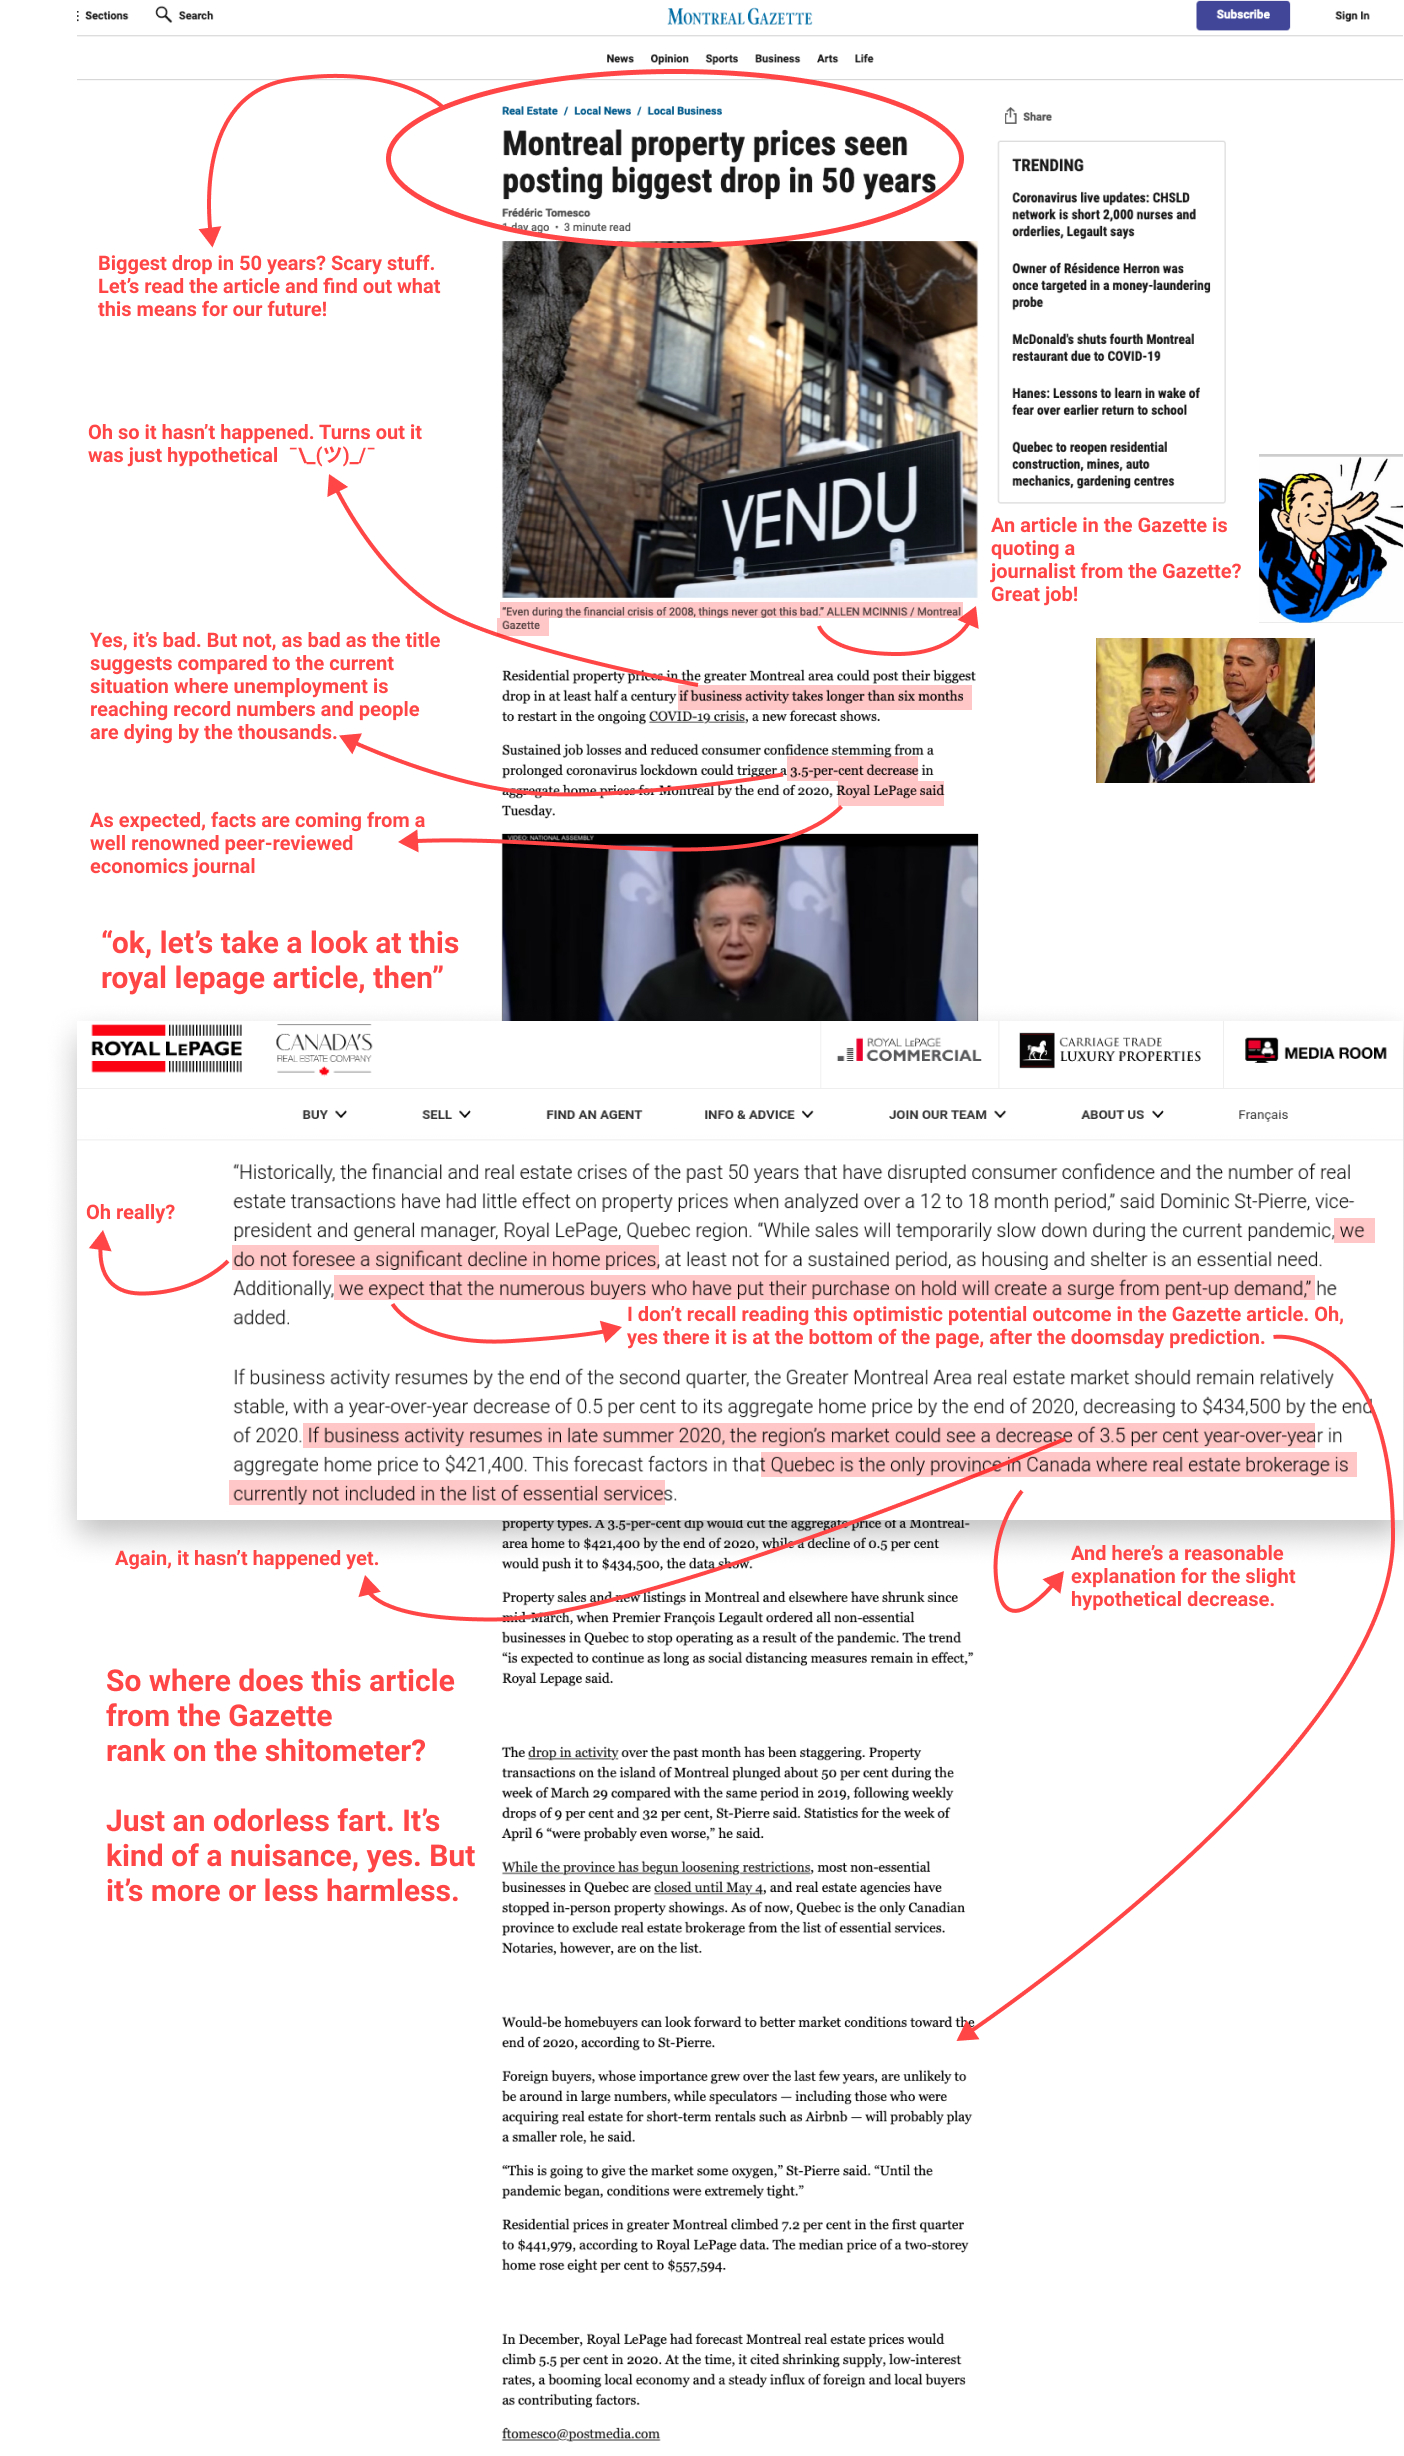 Sections
Search
MONTREAL GAZETTE
Subscribe
Sign In
News Opinion Sports Business Arts Life
Real Estate / Local News / Local Business
Montreal property prices seen
posting biggest drop in 50 years
Frédéric Tomesco
1 day ago • 3 minute read
Share
TRENDING
Coronavirus live updates: CHSLD
network is short 2,000 nurses and
orderlies, Legault says
Owner of Résidence Herron was
once targeted in a money-laundering
probe
McDonald's shuts fourth Montreal
restaurant due to COVID-19
Hanes: Lessons to learn in wake of
fear over earlier return to school
Quebec to reopen residential
construction, mines, auto
mechanics, gardening centres
Biggest drop in 50 years? Scary stuff.
Let’s read the article and find out what
this means for our future!
Oh so it hasn’t happened. Turns out it
was just hypothetical ¯\_(ツ)_/¯
VENDU
An article in the Gazette is
quoting a
journalist from the Gazette?
Great job!
“Even during the financial crisis of 2008, things never got this bad.” ALLEN MCINNIS / Montreal
Gazette
Yes, it’s bad. But not, as bad as the title
suggests compared to the current
situation where unemployment is
reaching record numbers and people
are dying by the thousands.
Residential property prices in the greater Montreal area could post their biggest
drop in at least half a century if business activity takes longer than six months
to restart in the ongoing COVID-19 crisis, a new forecast shows.
Sustained job losses and reduced consumer confidence stemming from a
prolonged coronavirus lockdown could trigger a 3.5-per-cent decrease in
aggregate home prices for Montreal by the end of 2020, Royal LePage said
Tuesday.
As expected, facts are coming from a
well renowned peer-reviewed
economics journal
VIDEO: NATIONAL ASSEMBLY
“ok, let’s take a look at this
royal lepage article, then”
ROYAL LEPAGE
CANADA'S
REAL ESTATE COMPANY
ROYAL LEPAGE
COMMERCIAL
CARRIAGE TRADE
LUXURY PROPERTIES
MEDIA ROOM
BUY SELL FIND AN AGENT INFO & ADVICE JOIN OUR TEAM ABOUT US Français
“Historically, the financial and real estate crises of the past 50 years that have disrupted consumer confidence and the number of real
estate transactions have had little effect on property prices when analyzed over a 12 to 18 month period,” said Dominic St-Pierre, vice-
president and general manager, Royal LePage, Quebec region. “While sales will temporarily slow down during the current pandemic, we
do not foresee a significant decline in home prices, at least not for a sustained period, as housing and shelter is an essential need.
Additionally, we expect that the numerous buyers who have put their purchase on hold will create a surge from pent-up demand,” he
added.
Oh really?
I don’t recall reading this optimistic potential outcome in the Gazette article. Oh,
yes there it is at the bottom of the page, after the doomsday prediction.
If business activity resumes by the end of the second quarter, the Greater Montreal Area real estate market should remain relatively
stable, with a year-over-year decrease of 0.5 per cent to its aggregate home price by the end of 2020, decreasing to $434,500 by the end
of 2020. If business activity resumes in late summer 2020, the region’s market could see a decrease of 3.5 per cent year-over-year in
aggregate home price to $421,400. This forecast factors in that Quebec is the only province in Canada where real estate brokerage is
currently not included in the list of essential services.
property types. A 3.5-per-cent dip would cut the aggregate price of a Montreal-
area home to $421,400 by the end of 2020, while a decline of 0.5 per cent
would push it to $434,500, the data show.
Again, it hasn’t happened yet.
And here’s a reasonable
explanation for the slight
hypothetical decrease.
Property sales and new listings in Montreal and elsewhere have shrunk since
mid-March, when Premier François Legault ordered all non-essential
businesses in Quebec to stop operating as a result of the pandemic. The trend
“is expected to continue as long as social distancing measures remain in effect,”
Royal Lepage said.
So where does this article
from the Gazette
rank on the shitometer?
Just an odorless fart. It’s
kind of a nuisance, yes. But
it’s more or less harmless.
The drop in activity over the past month has been staggering. Property
transactions on the island of Montreal plunged about 50 per cent during the
week of March 29 compared with the same period in 2019, following weekly
drops of 9 per cent and 32 per cent, St-Pierre said. Statistics for the week of
April 6 “were probably even worse,” he said.
While the province has begun loosening restrictions, most non-essential
businesses in Quebec are closed until May 4, and real estate agencies have
stopped in-person property showings. As of now, Quebec is the only Canadian
province to exclude real estate brokerage from the list of essential services.
Notaries, however, are on the list.
Would-be homebuyers can look forward to better market conditions toward the
end of 2020, according to St-Pierre.
Foreign buyers, whose importance grew over the last few years, are unlikely to
be around in large numbers, while speculators — including those who were
acquiring real estate for short-term rentals such as Airbnb — will probably play
a smaller role, he said.
“This is going to give the market some oxygen,” St-Pierre said. “Until the
pandemic began, conditions were extremely tight.”
Residential prices in greater Montreal climbed 7.2 per cent in the first quarter
to $441,979, according to Royal LePage data. The median price of a two-storey
home rose eight per cent to $557,594.
In December, Royal LePage had forecast Montreal real estate prices would
climb 5.5 per cent in 2020. At the time, it cited shrinking supply, low-interest
rates, a booming local economy and a steady influx of foreign and local buyers
as contributing factors.
ftomesco@postmedia.com